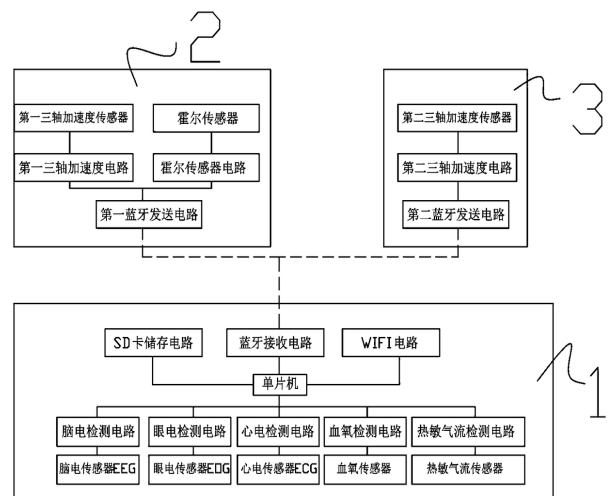 2
3
第一三轴加速度传感器
霍尔传感器
第二三轴加速度传感器
第一三轴加速度电路
霍尔传感器电路
第二三轴加速度电路
第一蓝牙发送电路
第二蓝牙发送电路
SD卡储存电路
蓝牙接收电路
WIFI电路
1
单片机
脑电检测电路
眼电检测电路
心电检测电路
血氧检测电路
热敏气流检测电路
脑电传感器EEG
眼电传感器EOG
心电传感器ECG
血氧传感器
热敏气流传感器